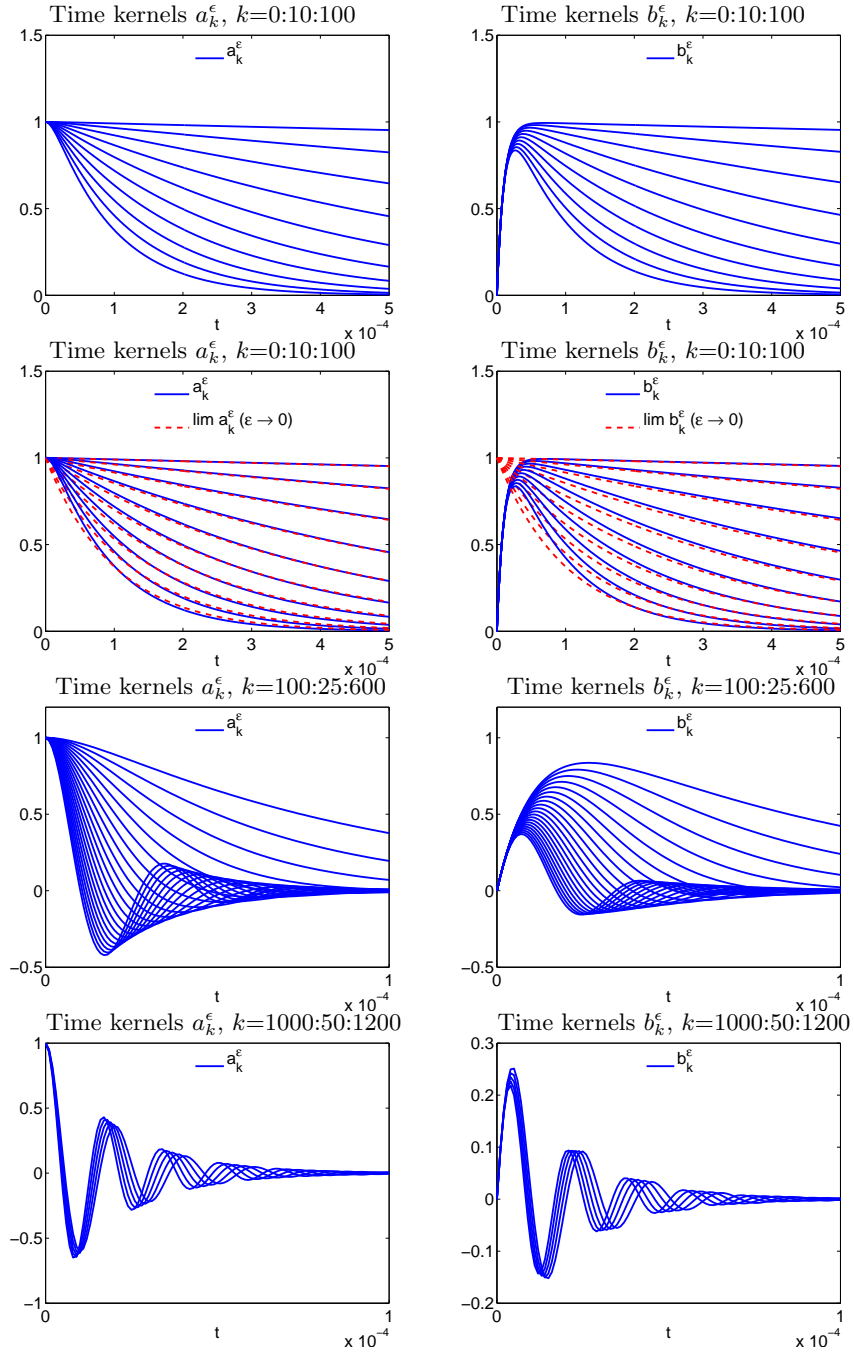 Time kernels a_k^ϵ, k=0:10:100
1.5
a_k^ε
1
0.5
0
0 1 2 3 4 5
t
x 10^-4
Time kernels b_k^ϵ, k=0:10:100
1.5
b_k^ε
1
0.5
0
0 1 2 3 4 5
t
x 10^-4
Time kernels a_k^ϵ, k=0:10:100
1.5
a_k^ε
lim a_k^ε (ε → 0)
1
0.5
0
0 1 2 3 4 5
t
x 10^-4
Time kernels b_k^ϵ, k=0:10:100
1.5
b_k^ε
lim b_k^ε (ε → 0)
1
0.5
0
0 1 2 3 4 5
t
x 10^-4
Time kernels a_k^ϵ, k=100:25:600
a_k^ε
1
0.5
0
−0.5
0 1
t
x 10^-4
Time kernels b_k^ϵ, k=100:25:600
b_k^ε
1
0.5
0
−0.5
0 1
t
x 10^-4
Time kernels a_k^ϵ, k=1000:50:1200
1
a_k^ε
0.5
0
−0.5
−1
0 1
t
x 10^-4
Time kernels b_k^ϵ, k=1000:50:1200
0.3
b_k^ε
0.2
0.1
0
−0.1
−0.2
0 1
t
x 10^-4